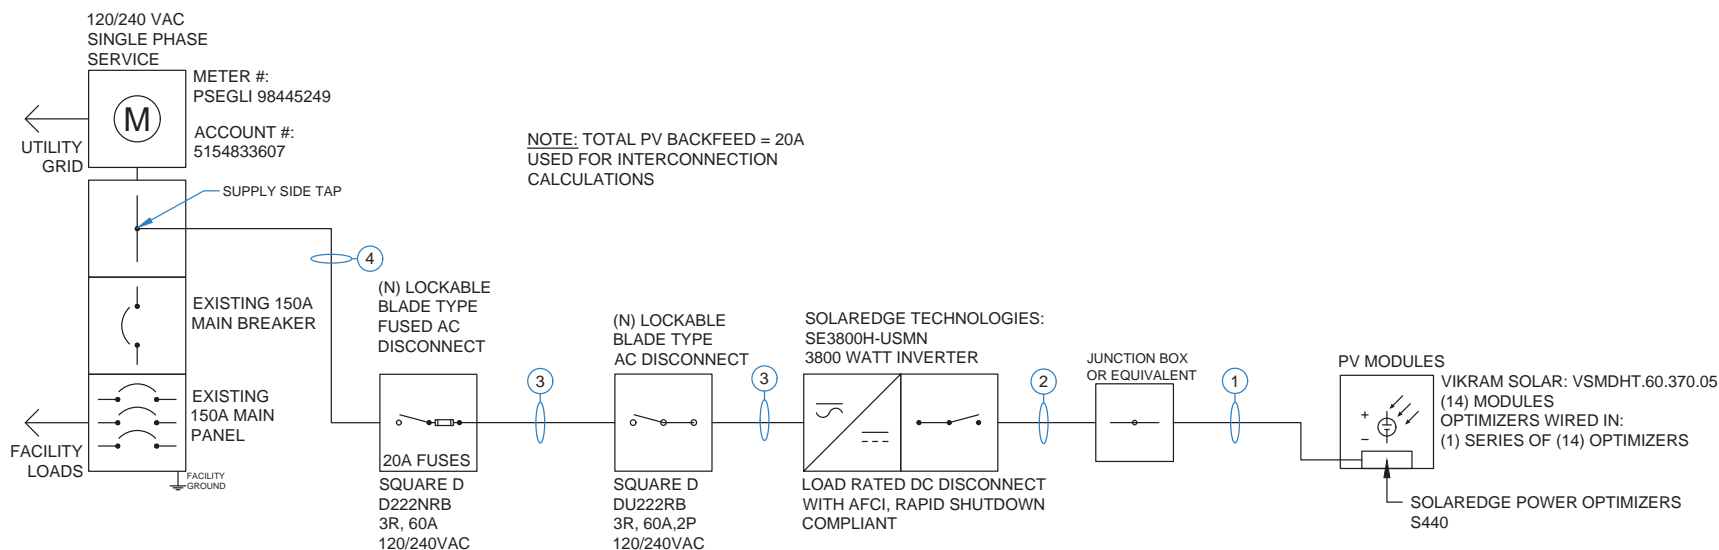 120/240 VAC
SINGLE PHASE
SERVICE
METER #:
PSEGLI 98445249
M
ACCOUNT #:
5154833607
UTILITY
GRID
NOTE: TOTAL PV BACKFEED = 20A
USED FOR INTERCONNECTION
CALCULATIONS
SUPPLY SIDE TAP
4
EXISTING 150A
MAIN BREAKER
EXISTING
150A MAIN
PANEL
FACILITY
LOADS
FACILITY
GROUND
(N) LOCKABLE
BLADE TYPE
FUSED AC
DISCONNECT
20A FUSES
SQUARE D
D222NRB
3R, 60A
120/240VAC
3
(N) LOCKABLE
BLADE TYPE
AC DISCONNECT
SQUARE D
DU222RB
3R, 60A,2P
120/240VAC
3
SOLAREDGE TECHNOLOGIES:
SE3800H-USMN
3800 WATT INVERTER
LOAD RATED DC DISCONNECT
WITH AFCI, RAPID SHUTDOWN
COMPLIANT
2
JUNCTION BOX
OR EQUIVALENT
1
PV MODULES
VIKRAM SOLAR: VSMDHT.60.370.05
(14) MODULES
OPTIMIZERS WIRED IN:
(1) SERIES OF (14) OPTIMIZERS
SOLAREDGE POWER OPTIMIZERS
S440